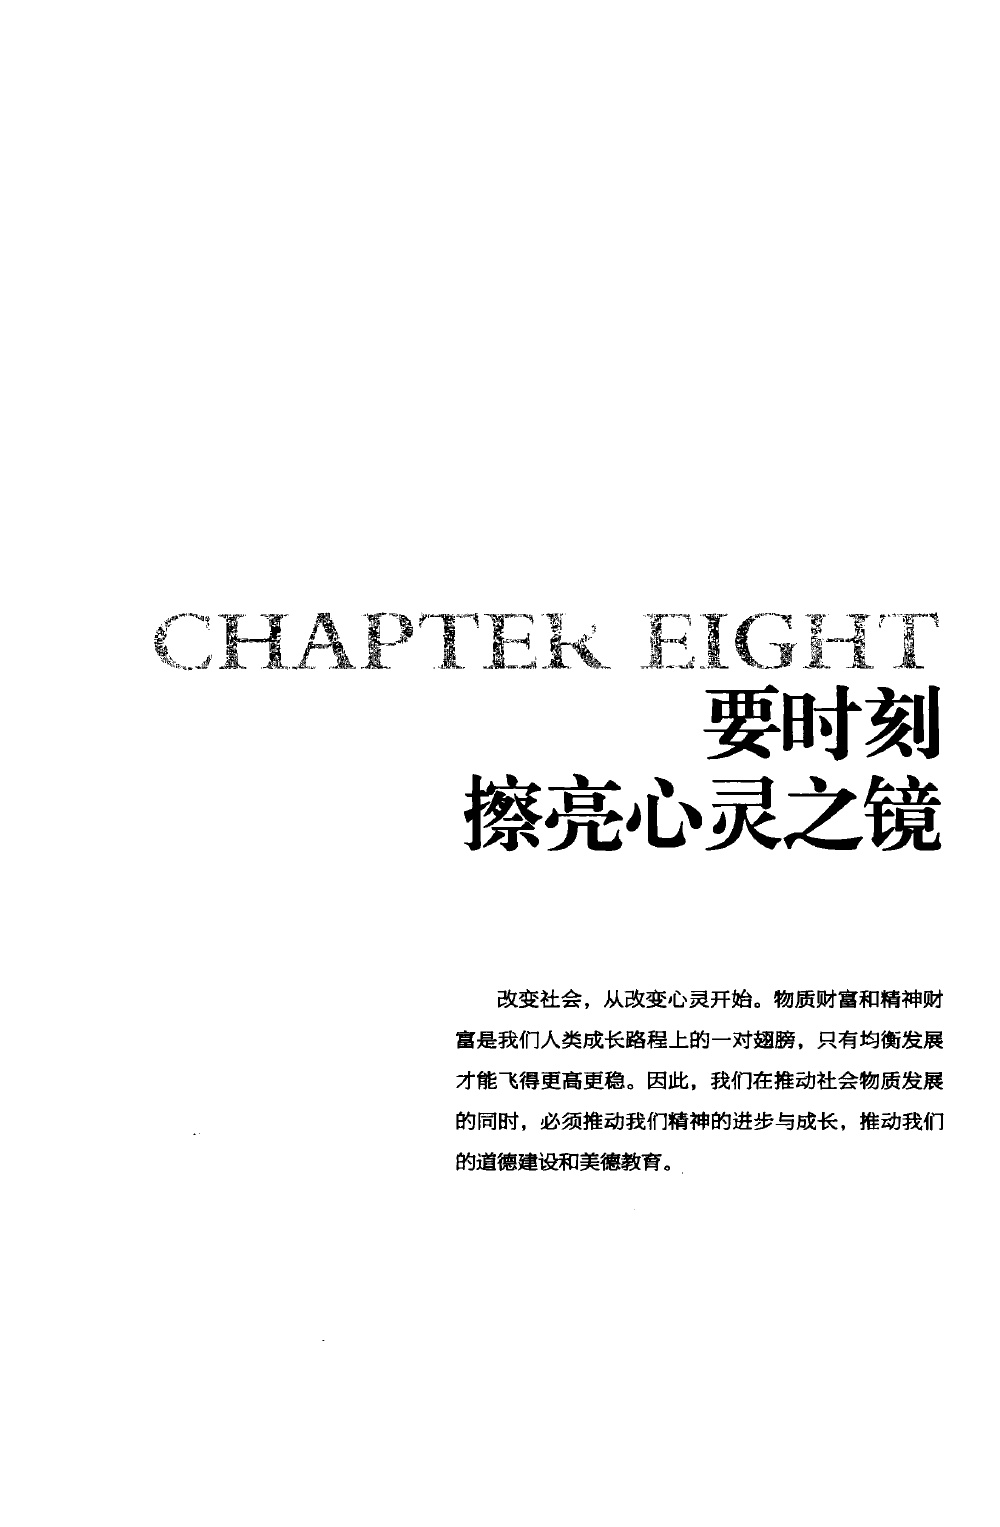 CHAPTER EIGHT
要时刻
擦亮心灵之镜
改变社会，从改变心灵开始。物质财富和精神财
富是我们人类成长路程上的一对翅膀，只有均衡发展
才能飞得更高更稳。因此，我们在推动社会物质发展
的同时，必须推动我们精神的进步与成长，推动我们
的道德建设和美德教育。